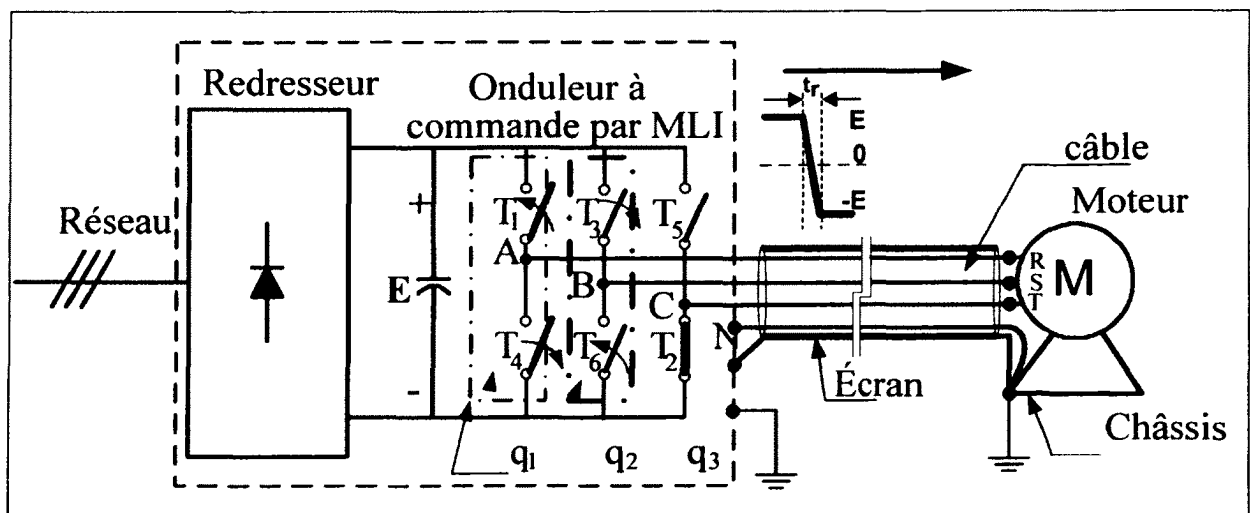 Redresseur
Onduleur à
commande par MLI
Réseau
+
E
-
T1
T3
T5
A
B
C
T4
T6
T2
N
q1
q2
q3
tr
E
0
-E
câble
Moteur
R
S
T
M
Écran
Châssis